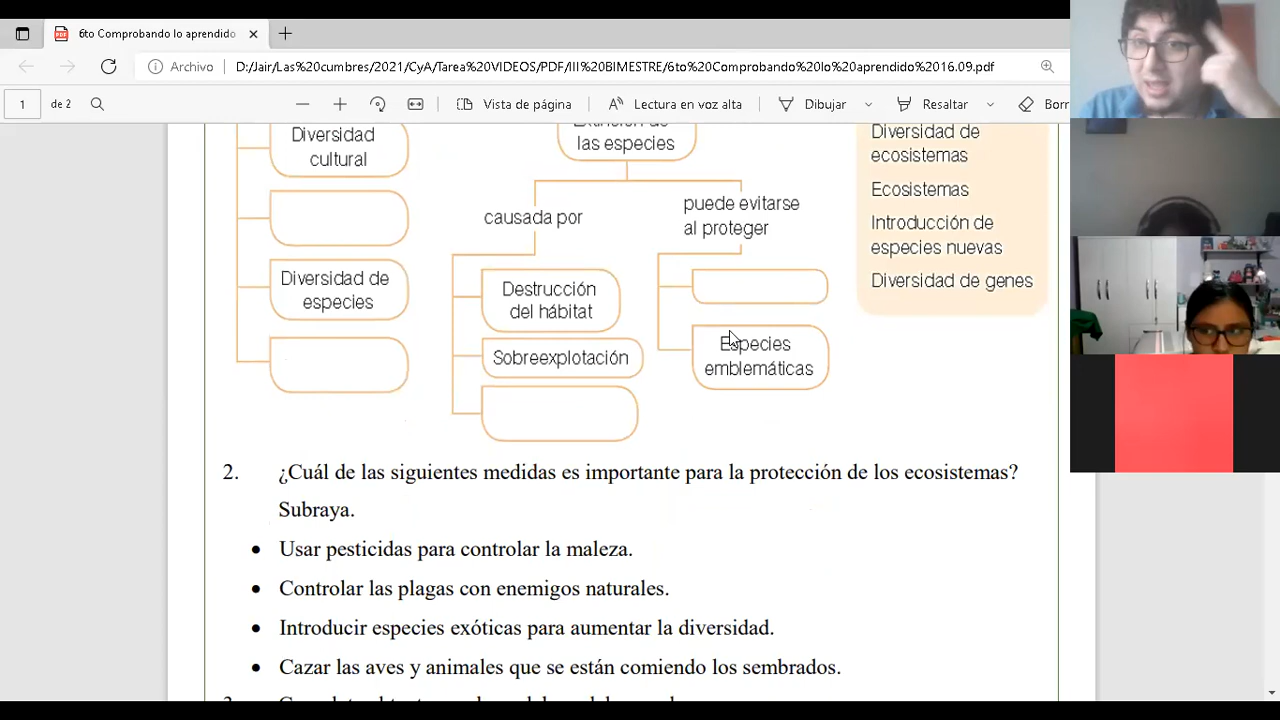 6to Comprobando lo aprendido
Archivo
D:/Jair/Las%20cumbres/2021/CyA/Tarea%20VIDEOS/PDF/III%20BIMESTRE/6to%20Comprobando%20lo%20aprendido%2016.09.pdf
1 de 2
Vista de página
Lectura en voz alta
Dibujar
Resaltar
Borr
Diversidad
cultural
Diversidad de
especies
las especies
causada por
puede evitarse
al proteger
Destrucción
del hábitat
Sobreexplotación
Especies
emblemáticas
Diversidad de
ecosistemas
Ecosistemas
Introducción de
especies nuevas
Diversidad de genes
2. ¿Cuál de las siguientes medidas es importante para la protección de los ecosistemas?
Subraya.
• Usar pesticidas para controlar la maleza.
• Controlar las plagas con enemigos naturales.
• Introducir especies exóticas para aumentar la diversidad.
• Cazar las aves y animales que se están comiendo los sembrados.